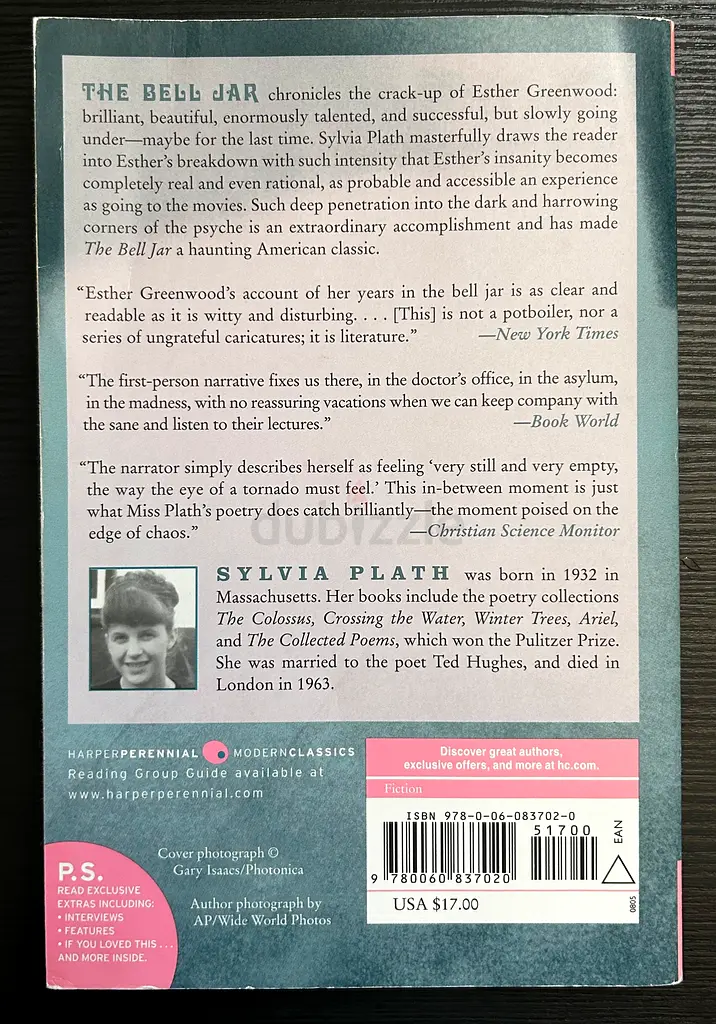 THE BELL JAR chronicles the crack-up of Esther Greenwood:
brilliant, beautiful, enormously talented, and successful, but slowly going
under—maybe for the last time. Sylvia Plath masterfully draws the reader
into Esther's breakdown with such intensity that Esther's insanity becomes
completely real and even rational, as probable and accessible an experience
as going to the movies. Such deep penetration into the dark and harrowing
corners of the psyche is an extraordinary accomplishment and has made
The Bell Jar a haunting American classic.
“Esther Greenwood's account of her years in the bell jar is as clear and
readable as it is witty and disturbing. . . . [This] is not a potboiler, nor a
series of ungrateful caricatures; it is literature.” —New York Times
“The first-person narrative fixes us there, in the doctor's office, in the asylum,
in the madness, with no reassuring vacations when we can keep company with
the sane and listen to their lectures.” —Book World
“The narrator simply describes herself as feeling ‘very still and very empty,
the way the eye of a tornado must feel.’ This in-between moment is just
what Miss Plath's poetry does catch brilliantly—the moment poised on the
edge of chaos.” —Christian Science Monitor
dubizzle
SYLVIA PLATH was born in 1932 in
Massachusetts. Her books include the poetry collections
The Colossus, Crossing the Water, Winter Trees, Ariel,
and The Collected Poems, which won the Pulitzer Prize.
She was married to the poet Ted Hughes, and died in
London in 1963.
HARPERPERENNIAL MODERNCLASSICS
Reading Group Guide available at
www.harperperennial.com
Discover great authors,
exclusive offers, and more at hc.com.
Fiction
ISBN 978-0-06-083702-0
51700
EAN
9 780060 837020
USA $17.00
0805
Cover photograph ©
Gary Isaacs/Photonica
Author photograph by
AP/Wide World Photos
P.S.
READ EXCLUSIVE
EXTRAS INCLUDING:
• INTERVIEWS
• FEATURES
• IF YOU LOVED THIS . . .
AND MORE INSIDE.